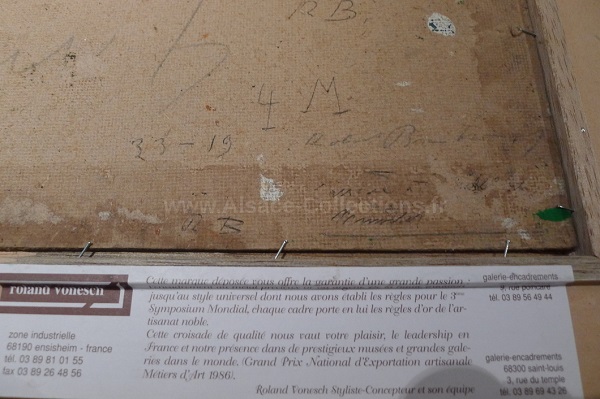 RB
4 M
33-19
www.Alsace-Collections.fr
B
roland vonesch
zone industrielle
68190 ensisheim - france
tél. 03 89 81 01 55
fax 03 89 26 48 56
Cette marque déposée vous offre la garantie d'une grande passion :
jusqu'au style universel dont nous avons établi les règles pour le 3ème
Symposium Mondial, chaque cadre porte en lui les règles d'or de l'ar-
tisanat noble.
Cette croisade de qualité nous vaut votre plaisir, le leadership en
France et notre présence dans de prestigieux musées et grandes gale-
ries dans le monde. (Grand Prix National d'Exportation artisanale
Métiers d'Art 1986).
Roland Vonesch Styliste-Concepteur et son équipe
galerie-encadrements
9, rue poincaré
tél. 03 89 56 49 44
galerie-encadrements
68300 saint-louis
3, rue du temple
tél. 03 89 69 43 26